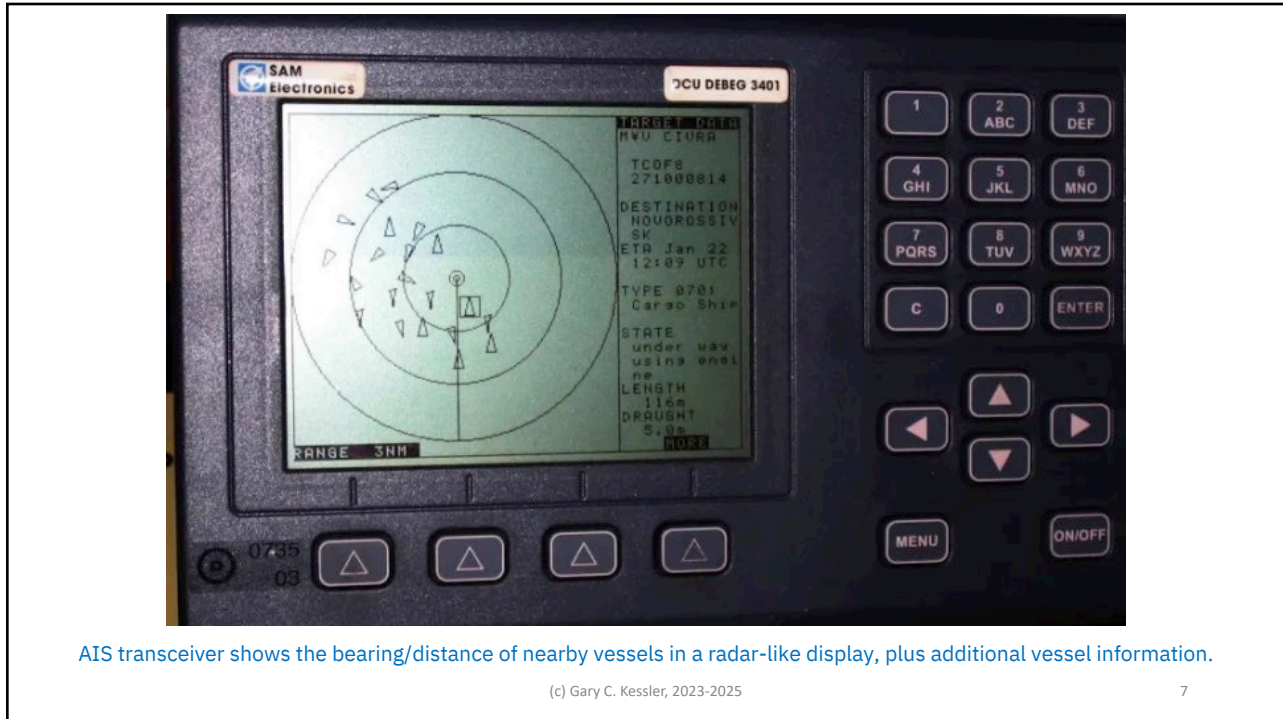 SAM
Electronics
DCU DEBEG 3401
TARGET DATA
M¥V CIVRA
TCOF8
271000814
DESTINATION
NOVOROSSIY
SK
ETA Jan 22
12:09 UTC
TYPE 070:
Cargo Ship
STATE
under way
using engi
ne
LENGTH
116m
DRAUGHT
5.0m
MORE
RANGE 3NM
1
2
ABC
3
DEF
4
GHI
5
JKL
6
MNO
7
PQRS
8
TUV
9
WXYZ
C
0
ENTER
MENU
ON/OFF
0735
03
AIS transceiver shows the bearing/distance of nearby vessels in a radar-like display, plus additional vessel information.
(c) Gary C. Kessler, 2023-2025
7